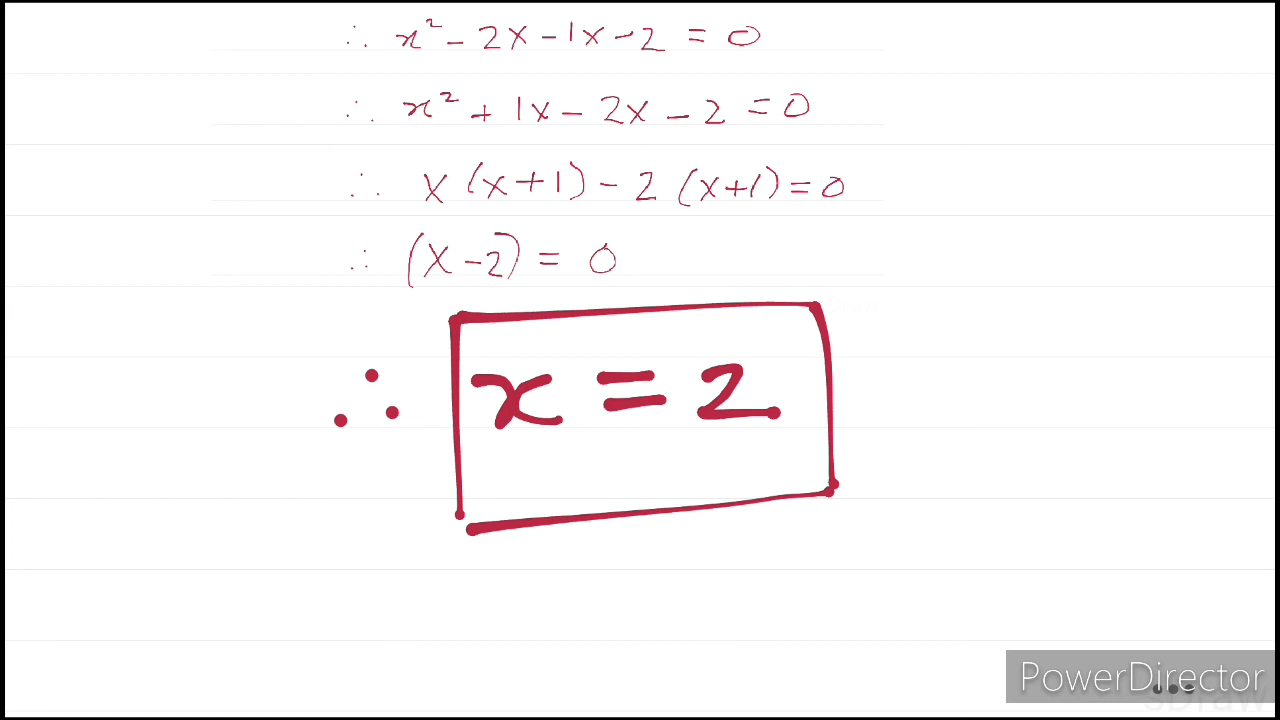 ∴ x² - 2x - 1x - 2 = 0
∴ x² + 1x - 2x - 2 = 0
∴ x (x+1) - 2 (x+1) = 0
∴ (x - 2) = 0
∴ x = 2
PowerDirector